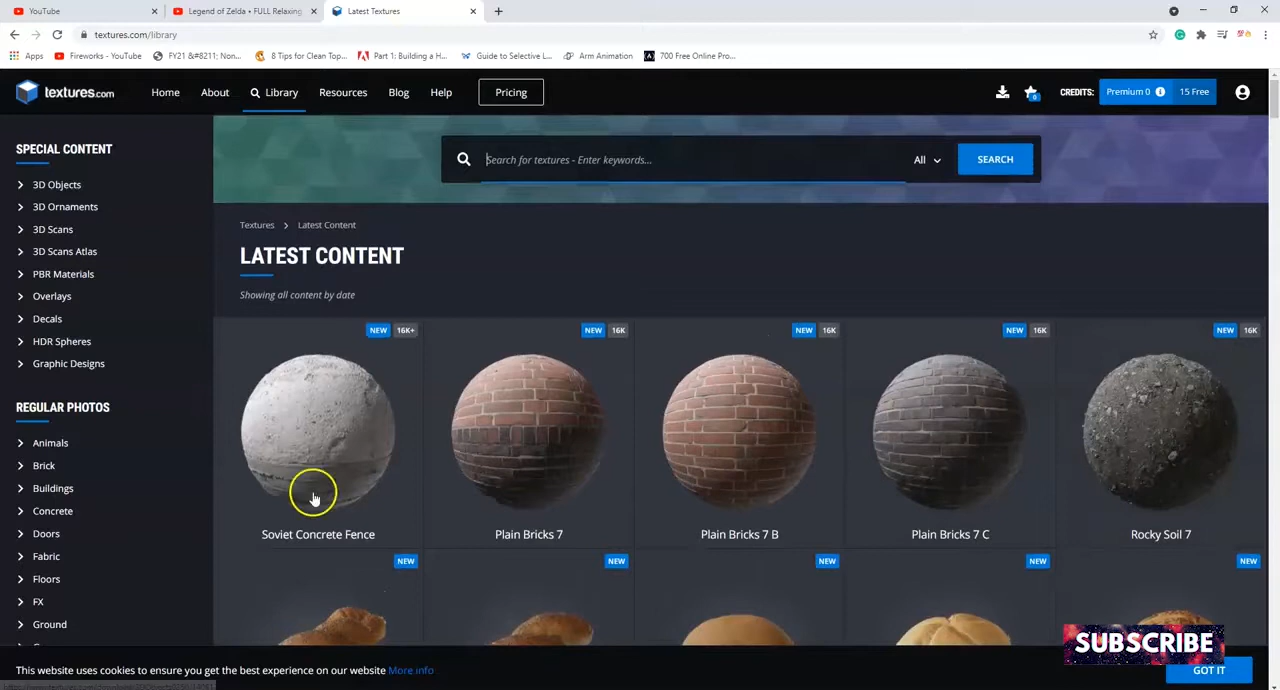 YouTube
Legend of Zelda • FULL Relaxing
Latest Textures
textures.com/library
Apps
Fireworks - YouTube
FY21 &#8211; Non...
8 Tips for Clean Top...
Part 1: Building a H...
Guide to Selective L...
Arm Animation
700 Free Online Pro...
textures.com
Home
About
Library
Resources
Blog
Help
Pricing
0
CREDITS:
Premium 0
15 Free
SPECIAL CONTENT
3D Objects
3D Ornaments
3D Scans
3D Scans Atlas
PBR Materials
Overlays
Decals
HDR Spheres
Graphic Designs
REGULAR PHOTOS
Animals
Brick
Buildings
Concrete
Doors
Fabric
Floors
FX
Ground
Search for textures - Enter keywords...
All
SEARCH
Textures > Latest Content
LATEST CONTENT
Showing all content by date
NEW 16K+
NEW 16K
NEW 16K
NEW 16K
NEW 16K
Soviet Concrete Fence
Plain Bricks 7
Plain Bricks 7 B
Plain Bricks 7 C
Rocky Soil 7
NEW
NEW
NEW
NEW
NEW
SUBSCRIBE
This website uses cookies to ensure you get the best experience on our website More info
GOT IT